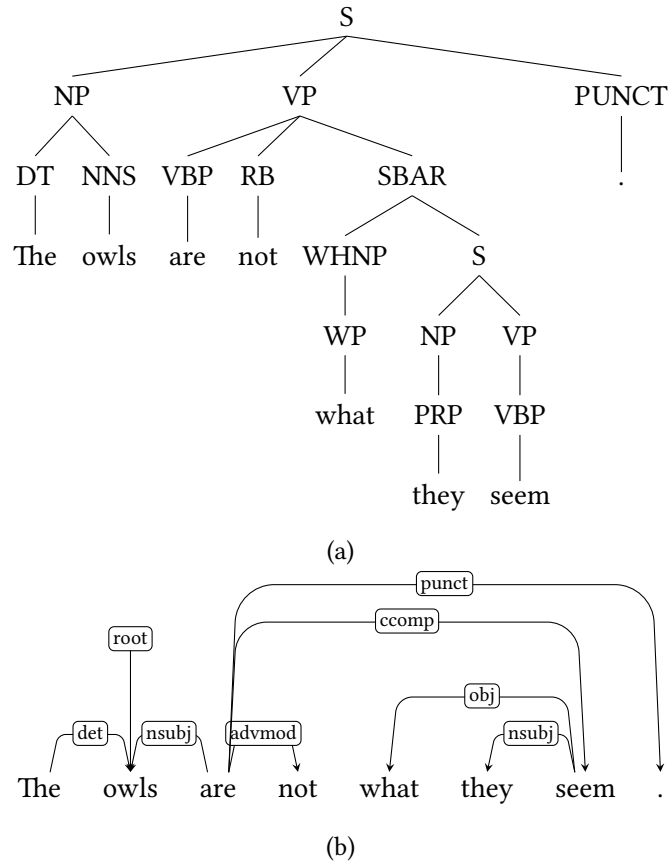 S
NP VP PUNCT
DT NNS VBP RB SBAR .
The owls are not WHNP S
WP NP VP
what PRP VBP
they seem
(a)
punct
ccomp
root
obj
det nsubj advmod nsubj
The owls are not what they seem .
(b)